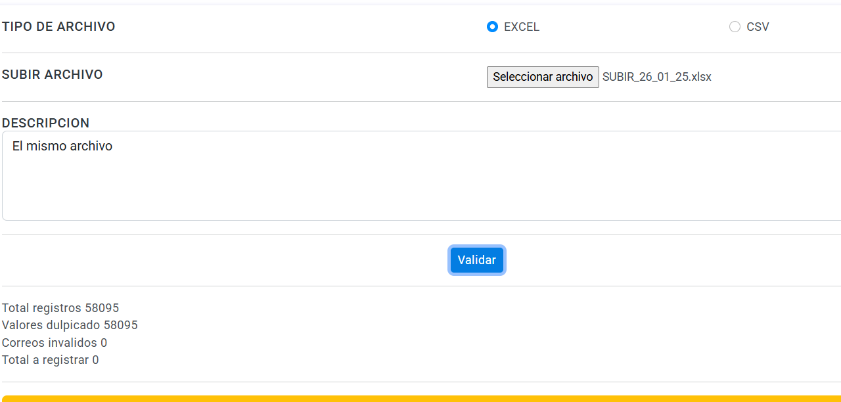 TIPO DE ARCHIVO EXCEL CSV
SUBIR ARCHIVO Seleccionar archivo SUBIR_26_01_25.xlsx
DESCRIPCION
El mismo archivo
Validar
Total registros 58095
Valores dulpicado 58095
Correos invalidos 0
Total a registrar 0